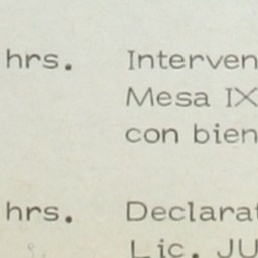 hrs. Interven
Mesa IX
con bien
hrs. Declarat
Lic. JU